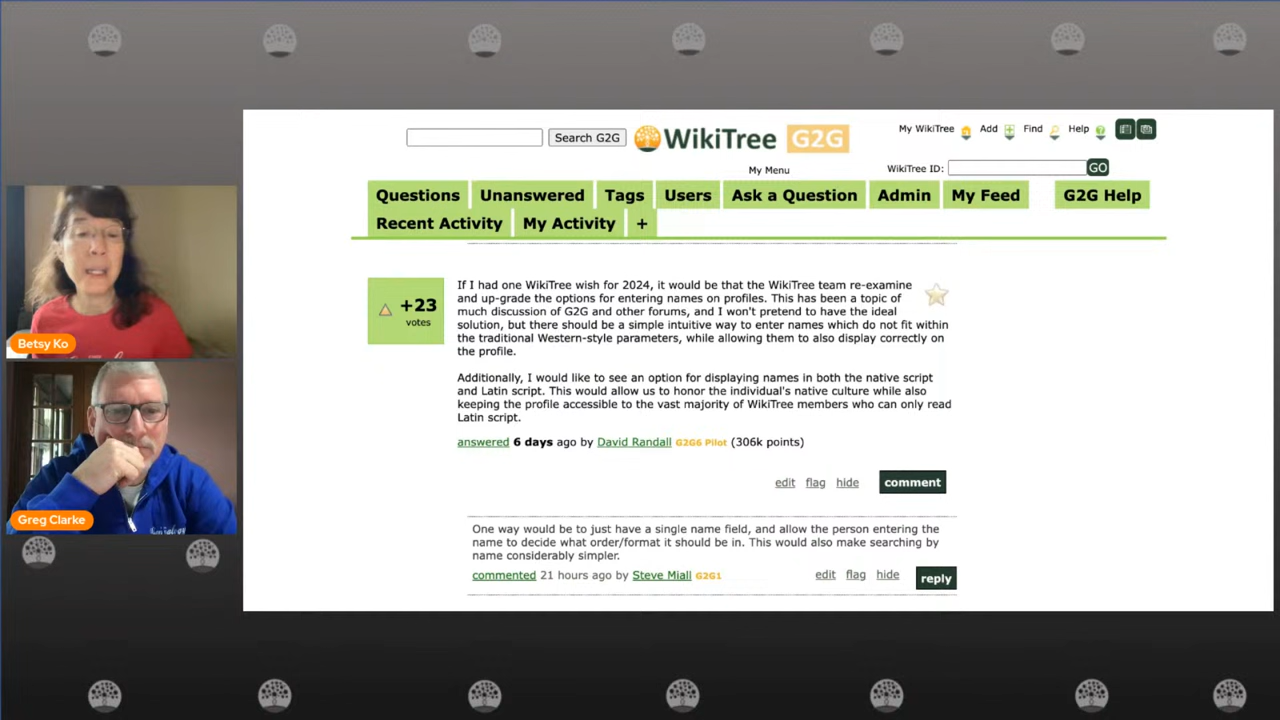 Search G2G
WikiTree G2G
My WikiTree Add Find Help
My Menu
WikiTree ID: GO
Questions Unanswered Tags Users Ask a Question Admin My Feed G2G Help
Recent Activity My Activity +
+23
votes
If I had one WikiTree wish for 2024, it would be that the WikiTree team re-examine
and up-grade the options for entering names on profiles. This has been a topic of
much discussion of G2G and other forums, and I won't pretend to have the ideal
solution, but there should be a simple intuitive way to enter names which do not fit within
the traditional Western-style parameters, while allowing them to also display correctly on
the profile.
Additionally, I would like to see an option for displaying names in both the native script
and Latin script. This would allow us to honor the individual's native culture while also
keeping the profile accessible to the vast majority of WikiTree members who can only read
Latin script.
answered 6 days ago by David Randall G2G6 Pilot (306k points)
edit flag hide comment
One way would be to just have a single name field, and allow the person entering the
name to decide what order/format it should be in. This would also make searching by
name considerably simpler.
commented 21 hours ago by Steve Miall G2G1
edit flag hide reply
Betsy Ko
Greg Clarke